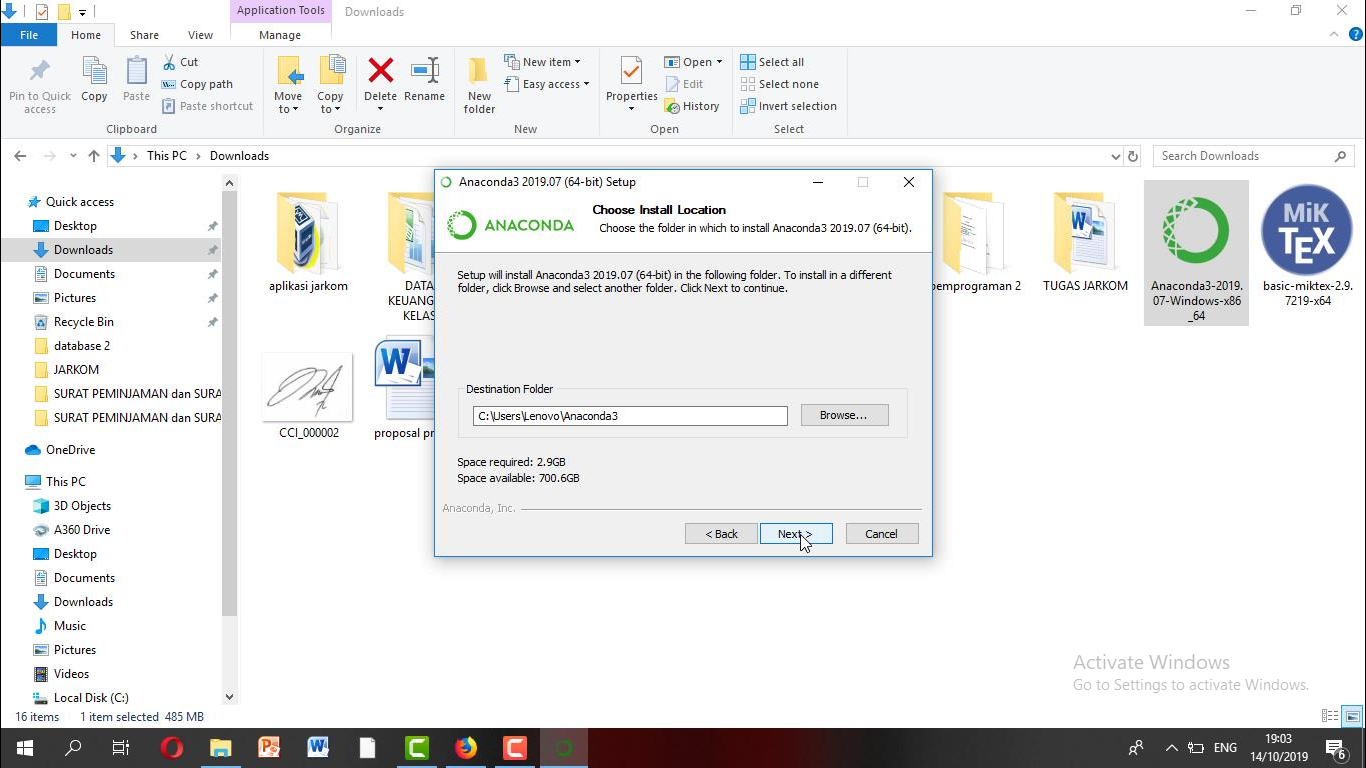 Application Tools
Downloads
File
Home
Share
View
Manage
Pin to Quick
access
Copy
Paste
Cut
Copy path
Paste shortcut
Clipboard
Move
to
Copy
to
Delete
Rename
Organize
New
folder
New item
Easy access
New
Properties
Open
Edit
History
Open
Select all
Select none
Invert selection
Select
This PC > Downloads
Search Downloads
Quick access
Desktop
Downloads
Documents
Pictures
Recycle Bin
database 2
JARKOM
SURAT PEMINJAMAN dan SURA
SURAT PEMINJAMAN dan SURA
OneDrive
This PC
3D Objects
A360 Drive
Desktop
Documents
Downloads
Music
Pictures
Videos
Local Disk (C:)
aplikasi jarkom
DATA
KEUANG
KELAS
emprograman 2
TUGAS JARKOM
Anaconda3-2019.
07-Windows-x86
_64
MiK
TEX
basic-miktex-2.9.
7219-x64
CCI_000002
proposal pr
Anaconda3 2019.07 (64-bit) Setup
ANACONDA
Choose Install Location
Choose the folder in which to install Anaconda3 2019.07 (64-bit).
Setup will install Anaconda3 2019.07 (64-bit) in the following folder. To install in a different
folder, click Browse and select another folder. Click Next to continue.
Destination Folder
C:\Users\Lenovo\Anaconda3
Browse...
Space required: 2.9GB
Space available: 700.6GB
Anaconda, Inc.
< Back
Next >
Cancel
Activate Windows
Go to Settings to activate Windows.
16 items
1 item selected 485 MB
ENG
19:03
14/10/2019
6